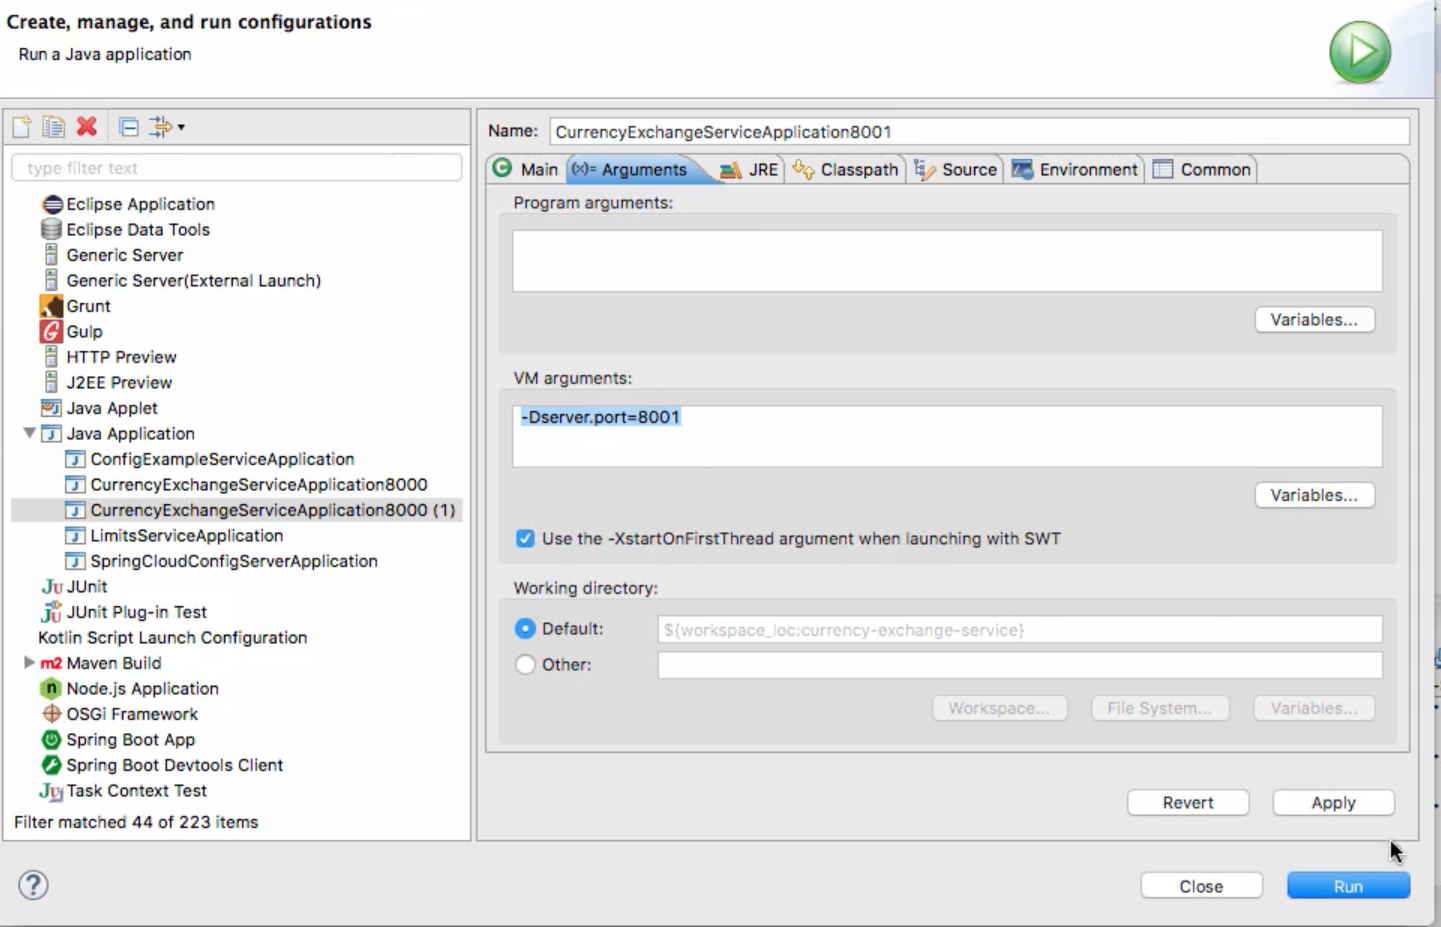 Create, manage, and run configurations
Run a Java application
type filter text
Eclipse Application
Eclipse Data Tools
Generic Server
Generic Server(External Launch)
Grunt
Gulp
HTTP Preview
J2EE Preview
Java Applet
Java Application
ConfigExampleServiceApplication
CurrencyExchangeServiceApplication8000
CurrencyExchangeServiceApplication8000 (1)
LimitsServiceApplication
SpringCloudConfigServerApplication
JUnit
JUnit Plug-in Test
Kotlin Script Launch Configuration
m2 Maven Build
Node.js Application
OSGi Framework
Spring Boot App
Spring Boot Devtools Client
Task Context Test
Filter matched 44 of 223 items
Name: CurrencyExchangeServiceApplication8001
Main (x)= Arguments JRE Classpath Source Environment Common
Program arguments:
Variables...
VM arguments:
-Dserver.port=8001
Variables...
Use the -XstartOnFirstThread argument when launching with SWT
Working directory:
Default: ${workspace_loc:currency-exchange-service}
Other:
Workspace... File System... Variables...
Revert Apply
? Close Run